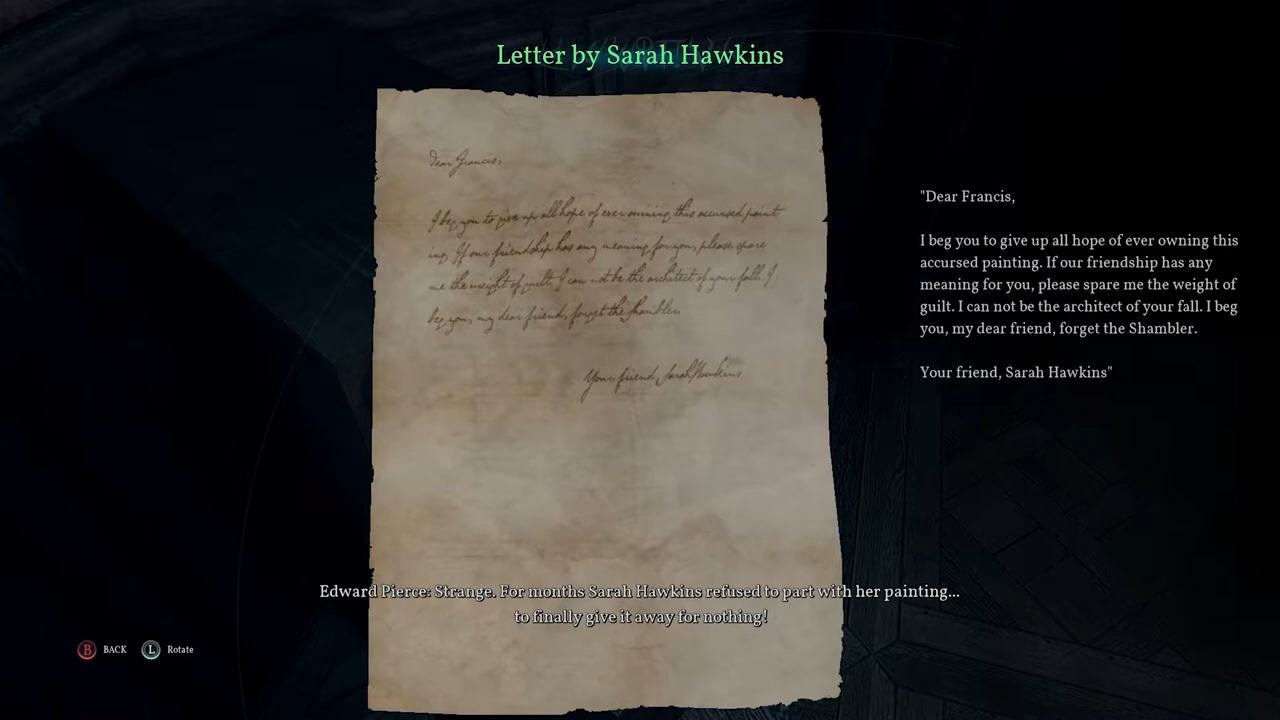 Letter by Sarah Hawkins
Dear Francis,
I beg you to give up all hope of ever owning this accursed paint
ing. If our friendship has any meaning for you, please spare
me the weight of guilt. I can not be the architect of your fall. I
beg you, my dear friend, forget the Shambler.
Your friend, Sarah Hawkins
"Dear Francis,
I beg you to give up all hope of ever owning this
accursed painting. If our friendship has any
meaning for you, please spare me the weight of
guilt. I can not be the architect of your fall. I beg
you, my dear friend, forget the Shambler.
Your friend, Sarah Hawkins"
Edward Pierce: Strange. For months Sarah Hawkins refused to part with her painting...
to finally give it away for nothing!
B BACK L Rotate